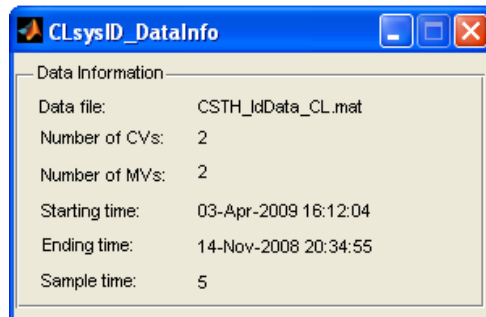 CLsysID_DataInfo
Data Information
Data file: CSTH_IdData_CL.mat
Number of CVs: 2
Number of MVs: 2
Starting time: 03-Apr-2009 16:12:04
Ending time: 14-Nov-2008 20:34:55
Sample time: 5